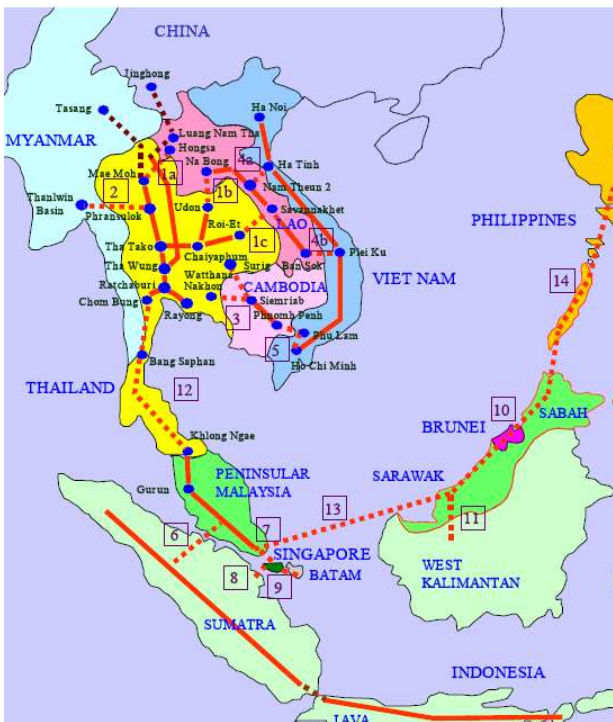 CHINA
Jinghong
Tasang
Ha Noi
Luang Nam Tha
MYANMAR
Hongsa
Na Bong
4a
Ha Tinh
Mae Moh
1a
2
Nam Theun 2
1b
Thanlwin
Basin
Phransulok
Udon
Savannakhet
Roi-Et
LAO
PHILIPPINES
1c
4b
Tha Tako
Chaiyaphum
Plei Ku
Tha Wung
Watthana
Nakhon
Surig
Ban Sok
VIET NAM
14
Ratchaburi
CAMBODIA
Chom Bung
Siemriab
Rayong
3
Phnomh Penh
Phu Lam
5
Ho Chi Minh
Bang Saphan
THAILAND
12
10
SABAH
BRUNEI
Khlong Ngae
PENINSULAR
MALAYSIA
SARAWAK
Gurun
13
11
6
7
SINGAPORE
BATAM
WEST
KALIMANTAN
8
9
SUMATRA
INDONESIA
JAVA